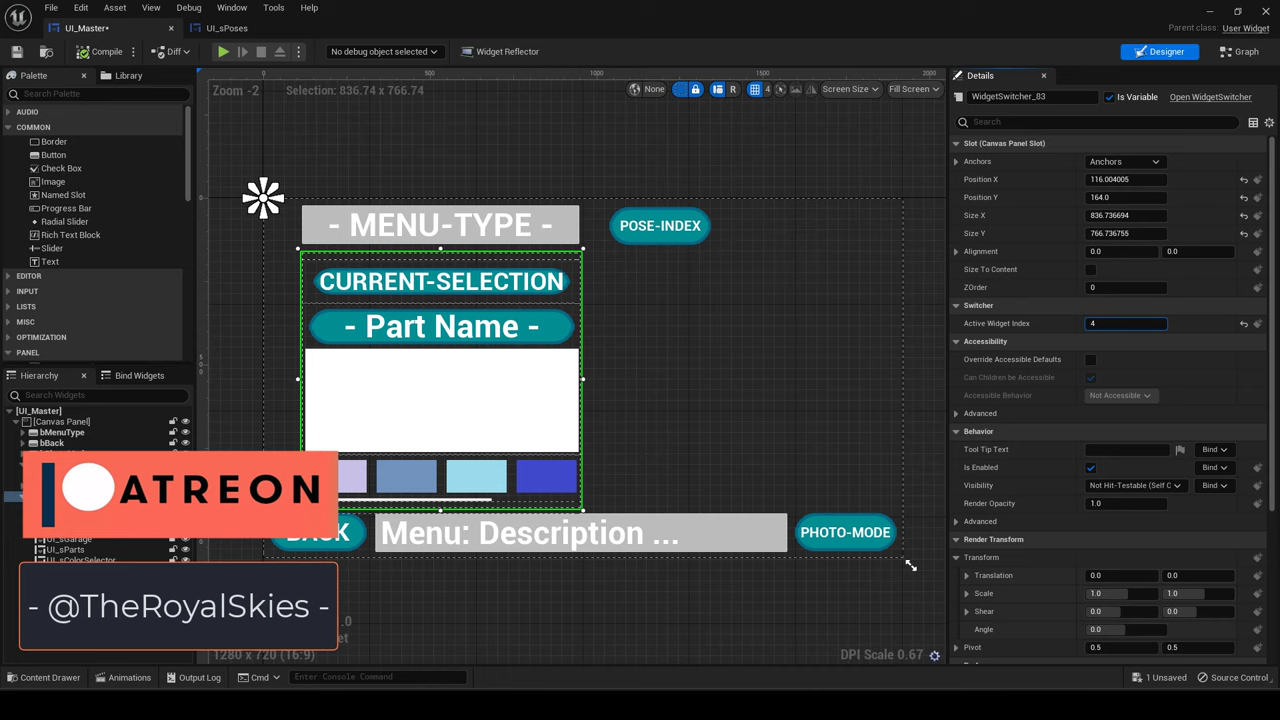 File Edit Asset View Debug Window Tools Help
UI_Master•
UI_sPoses
Parent class: User Widget
Compile
Diff
No debug object selected
Widget Reflector
Designer
Graph
Palette
Library
Search Palette
AUDIO
COMMON
Border
Button
Check Box
Image
Named Slot
Progress Bar
Radial Slider
Rich Text Block
Slider
Text
EDITOR
INPUT
LISTS
MISC
OPTIMIZATION
PANEL
Hierarchy
Bind Widgets
Search Widgets
[UI_Master]
[Canvas Panel]
bMenuType
bBack
UI_sParts
0 500 1000 1500 2000
Zoom -2
Selection: 836.74 x 766.74
None
R
4
Screen Size
Fill Screen
- MENU-TYPE -
POSE-INDEX
CURRENT-SELECTION
- Part Name -
BACK
Menu: Description ...
PHOTO-MODE
PATREON
- @TheRoyalSkies -
1280 x 720 (16:9)
DPI Scale 0.67
Details
WidgetSwitcher_83
Is Variable
Open WidgetSwitcher
Search
Slot (Canvas Panel Slot)
Anchors Anchors
Position X 116.004005
Position Y 164.0
Size X 836.736694
Size Y 766.736755
Alignment 0.0 0.0
Size To Content
ZOrder 0
Switcher
Active Widget Index 4
Accessibility
Override Accessible Defaults
Can Children be Accessible
Accessible Behavior Not Accessible
Advanced
Behavior
Tool Tip Text Bind
Is Enabled Bind
Visibility Not Hit-Testable (Self C Bind
Render Opacity 1.0
Advanced
Render Transform
Transform
Translation 0.0 0.0
Scale 1.0 1.0
Shear 0.0 0.0
Angle 0.0
Pivot 0.5 0.5
Content Drawer
Animations
Output Log
Cmd
Enter Console Command
1 Unsaved
Source Control